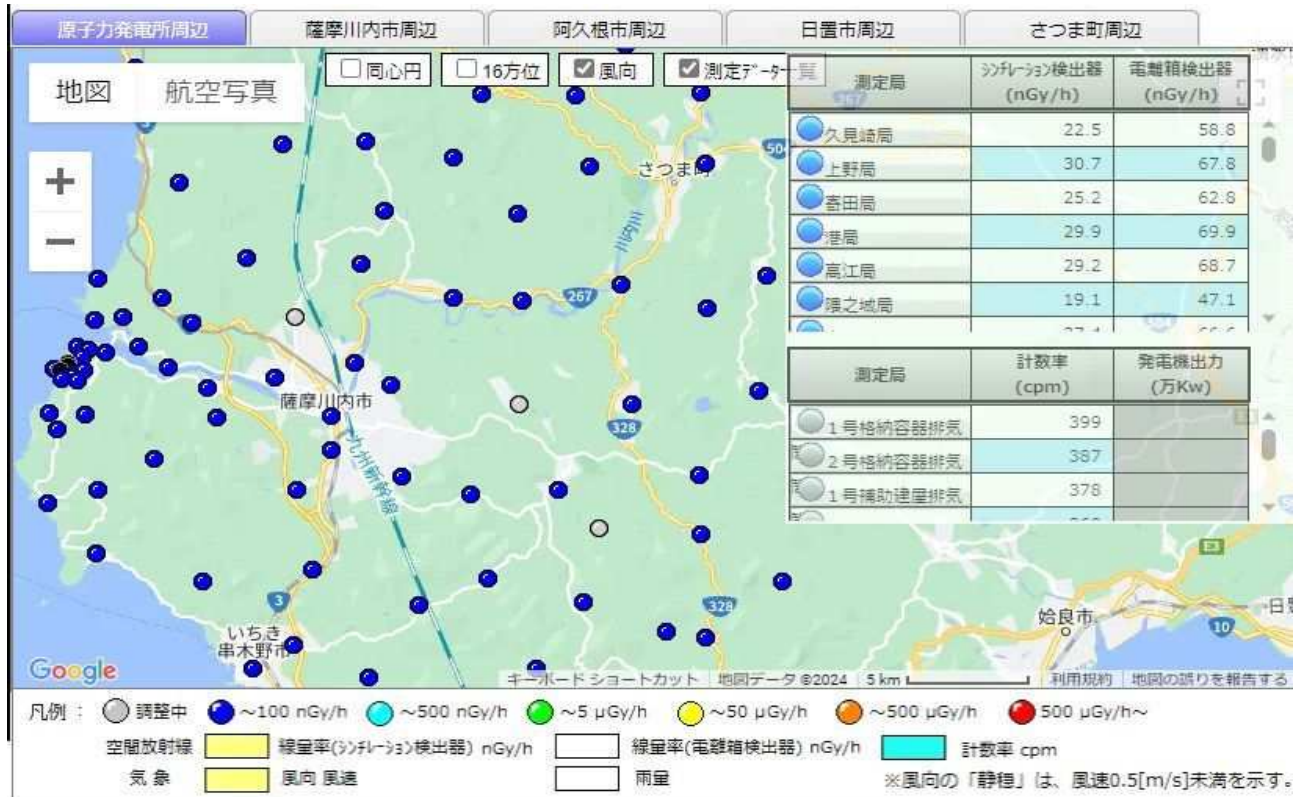 原子力発電所周辺 薩摩川内市周辺 阿久根市周辺 日置市周辺 さつま町周辺
地図 航空写真
同心円 16方位 風向 測定ﾃﾞｰﾀ一覧
+
−
測定局 ｼﾝﾁﾚｰｼｮﾝ検出器 (nGy/h) 電離箱検出器 (nGy/h)
久見崎局 22.5 58.8
上野局 30.7 67.8
寄田局 25.2 62.8
港局 29.9 69.9
高江局 29.2 68.7
隈之城局 19.1 47.1
測定局 計数率 (cpm) 発電機出力 (万Kw)
1号格納容器排気 399
2号格納容器排気 387
1号補助建屋排気 378
3
504
さつま町
川内川
267
薩摩川内市
328
九州新幹線
E3
3
328
いちき
串木野市
姶良市
10
Google
キーボード ショートカット 地図データ ©2024 5 km 利用規約 地図の誤りを報告する
凡例 : 調整中 ~100 nGy/h ~500 nGy/h ~5 μGy/h ~50 μGy/h ~500 μGy/h 500 μGy/h~
空間放射線 線量率(ｼﾝﾁﾚｰｼｮﾝ検出器) nGy/h 線量率(電離箱検出器) nGy/h 計数率 cpm
気象 風向 風速 雨量 ※風向の「静穏」は、風速0.5[m/s]未満を示す。